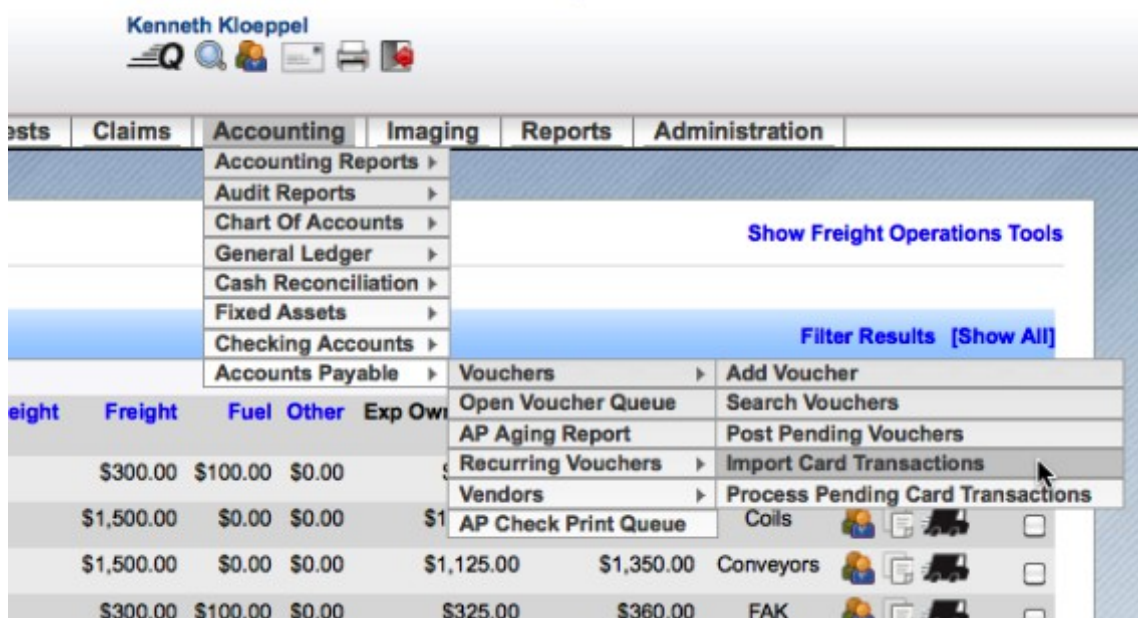 Kenneth Kloeppel
Q
ests Claims Accounting Imaging Reports Administration
Accounting Reports
Audit Reports
Chart Of Accounts
Show Freight Operations Tools
General Ledger
Cash Reconciliation
Fixed Assets
Checking Accounts
Filter Results [Show All]
Accounts Payable Vouchers Add Voucher
eight Freight Fuel Other Exp Own Open Voucher Queue Search Vouchers
AP Aging Report Post Pending Vouchers
$300.00 $100.00 $0.00 Recurring Vouchers Import Card Transactions
Vendors Process Pending Card Transactions
$1,500.00 $0.00 $0.00 $1 AP Check Print Queue Coils
$1,500.00 $0.00 $0.00 $1,125.00 $1,350.00 Conveyors
$300.00 $100.00 $0.00 $325.00 $360.00 FAK